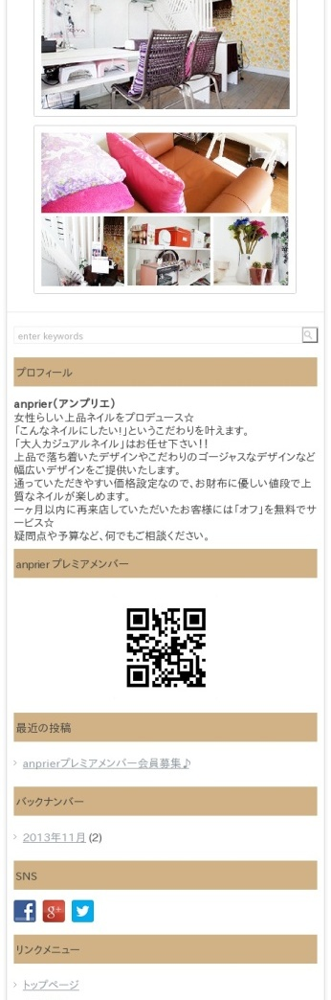 enter keywords
プロフィール
anprier(アンプリエ)
女性らしい上品ネイルをプロデュース☆
「こんなネイルにしたい!」というこだわりを叶えます。
「大人カジュアルネイル」はお任せ下さい!!
上品で落ち着いたデザインやこだわりのゴージャスなデザインなど
幅広いデザインをご提供いたします。
通っていただきやすい価格設定なので、お財布に優しい値段で上
質なネイルが楽しめます。
一ヶ月以内に再来店していただいたお客様には「オフ」を無料でサ
ービス☆
疑問点や予算など、何でもご相談ください。
anprier プレミアメンバー
最近の投稿
anprierプレミアメンバー会員募集♪
バックナンバー
2013年11月 (2)
SNS
f g+
リンクメニュー
トップページ